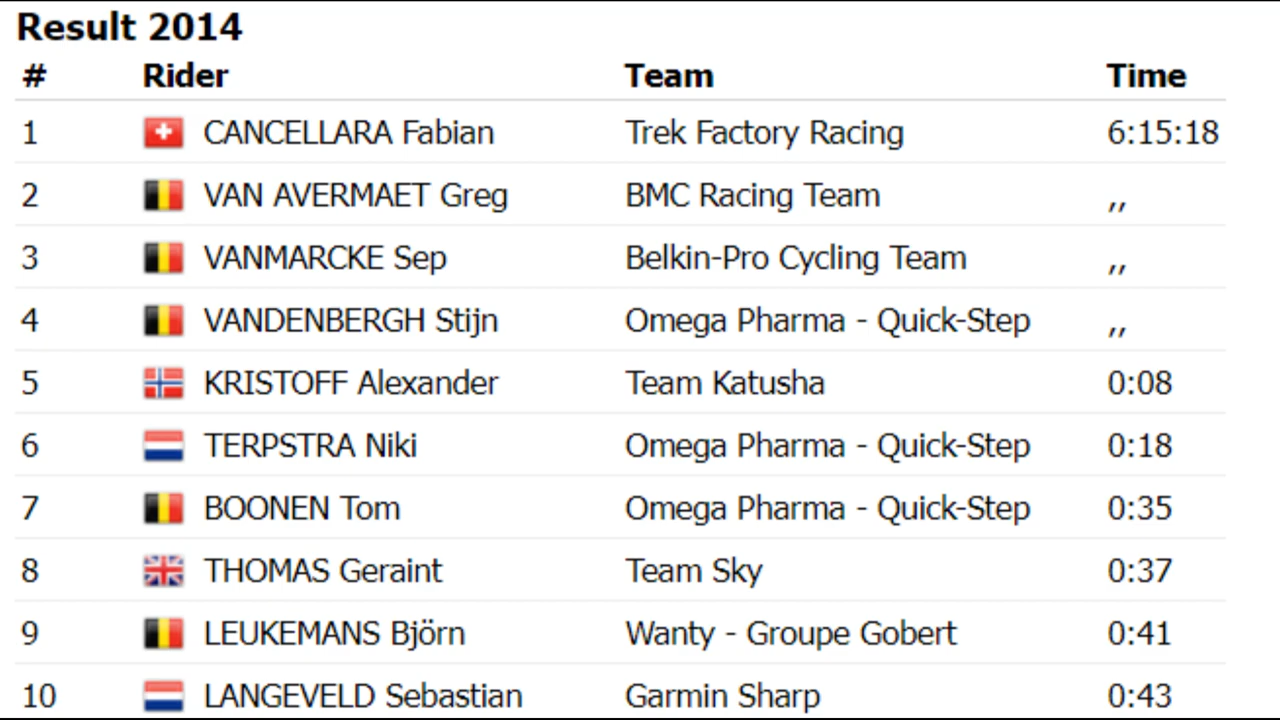 Result 2014
# Rider Team Time
1 CANCELLARA Fabian Trek Factory Racing 6:15:18
2 VAN AVERMAET Greg BMC Racing Team ,,
3 VANMARCKE Sep Belkin-Pro Cycling Team ,,
4 VANDENBERGH Stijn Omega Pharma - Quick-Step ,,
5 KRISTOFF Alexander Team Katusha 0:08
6 TERPSTRA Niki Omega Pharma - Quick-Step 0:18
7 BOONEN Tom Omega Pharma - Quick-Step 0:35
8 THOMAS Geraint Team Sky 0:37
9 LEUKEMANS Björn Wanty - Groupe Gobert 0:41
10 LANGEVELD Sebastian Garmin Sharp 0:43